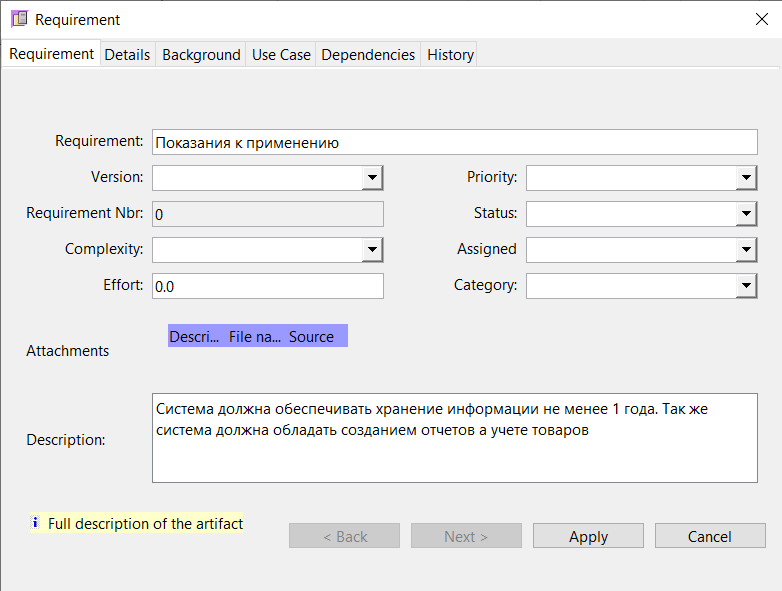 Requirement
Requirement Details Background Use Case Dependencies History
Requirement: Показания к применению
Version: Priority:
Requirement Nbr: 0 Status:
Complexity: Assigned
Effort: 0.0 Category:
Descri... File na... Source
Attachments
Система должна обеспечивать хранение информации не менее 1 года. Так же
система должна обладать созданием отчетов а учете товаров
Description:
i Full description of the artifact
< Back Next > Apply Cancel